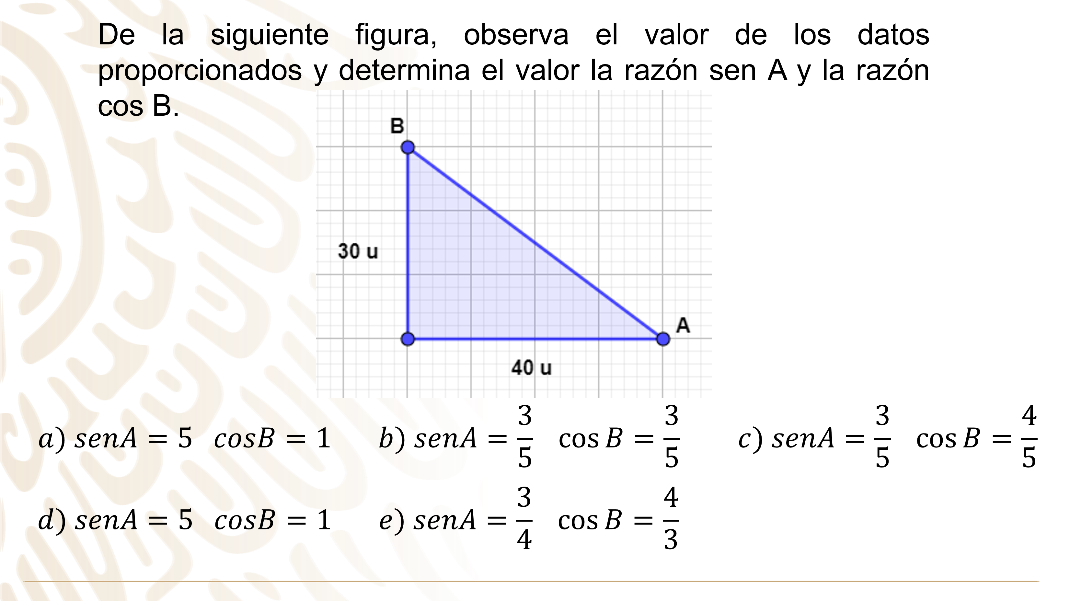 De la siguiente figura, observa el valor de los datos
proporcionados y determina el valor la razón sen A y la razón
cos B.
B
30 u
A
40 u
a) senA = 5 cosB = 1 b) senA = 3/5 cos B = 3/5 c) senA = 3/5 cos B = 4/5
d) senA = 5 cosB = 1 e) senA = 3/4 cos B = 4/3